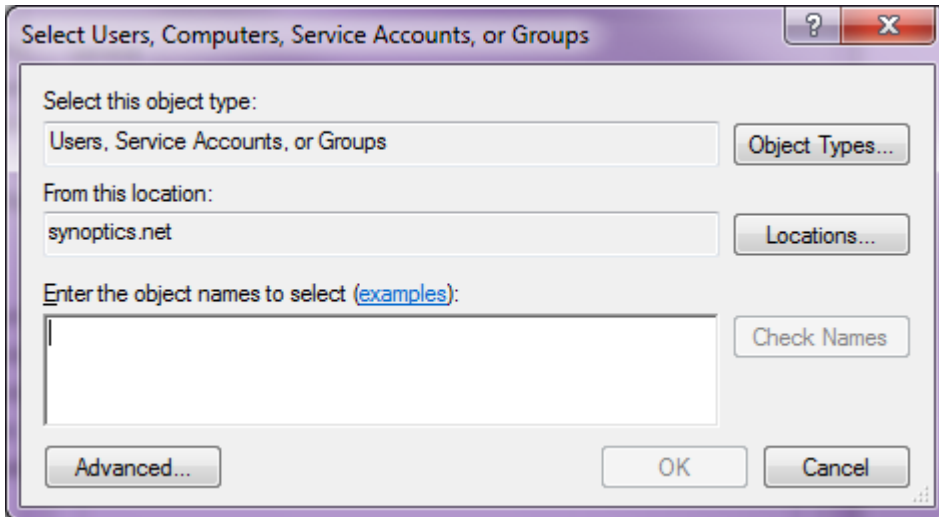 Select Users, Computers, Service Accounts, or Groups
Select this object type:
Users, Service Accounts, or Groups
Object Types...
From this location:
synoptics.net
Locations...
Enter the object names to select (examples):
Check Names
Advanced...
OK
Cancel